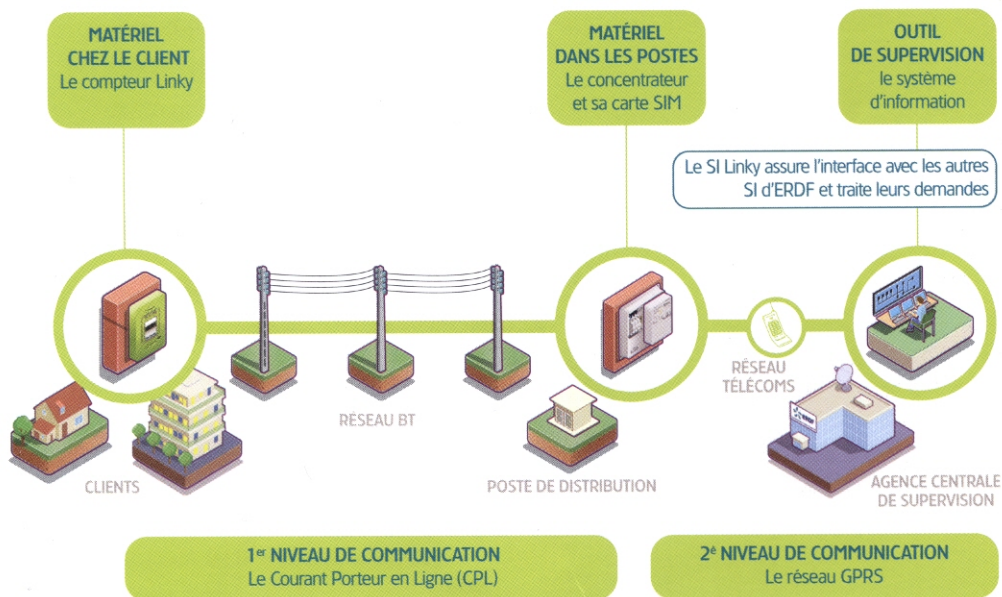 MATÉRIEL
CHEZ LE CLIENT
Le compteur Linky
MATÉRIEL
DANS LES POSTES
Le concentrateur
et sa carte SIM
OUTIL
DE SUPERVISION
le système
d'information
Le SI Linky assure l'interface avec les autres
SI d'ERDF et traite leurs demandes
RÉSEAU
TÉLÉCOMS
RÉSEAU BT
CLIENTS
POSTE DE DISTRIBUTION
AGENCE CENTRALE
DE SUPERVISION
1er NIVEAU DE COMMUNICATION
Le Courant Porteur en Ligne (CPL)
2è NIVEAU DE COMMUNICATION
Le réseau GPRS